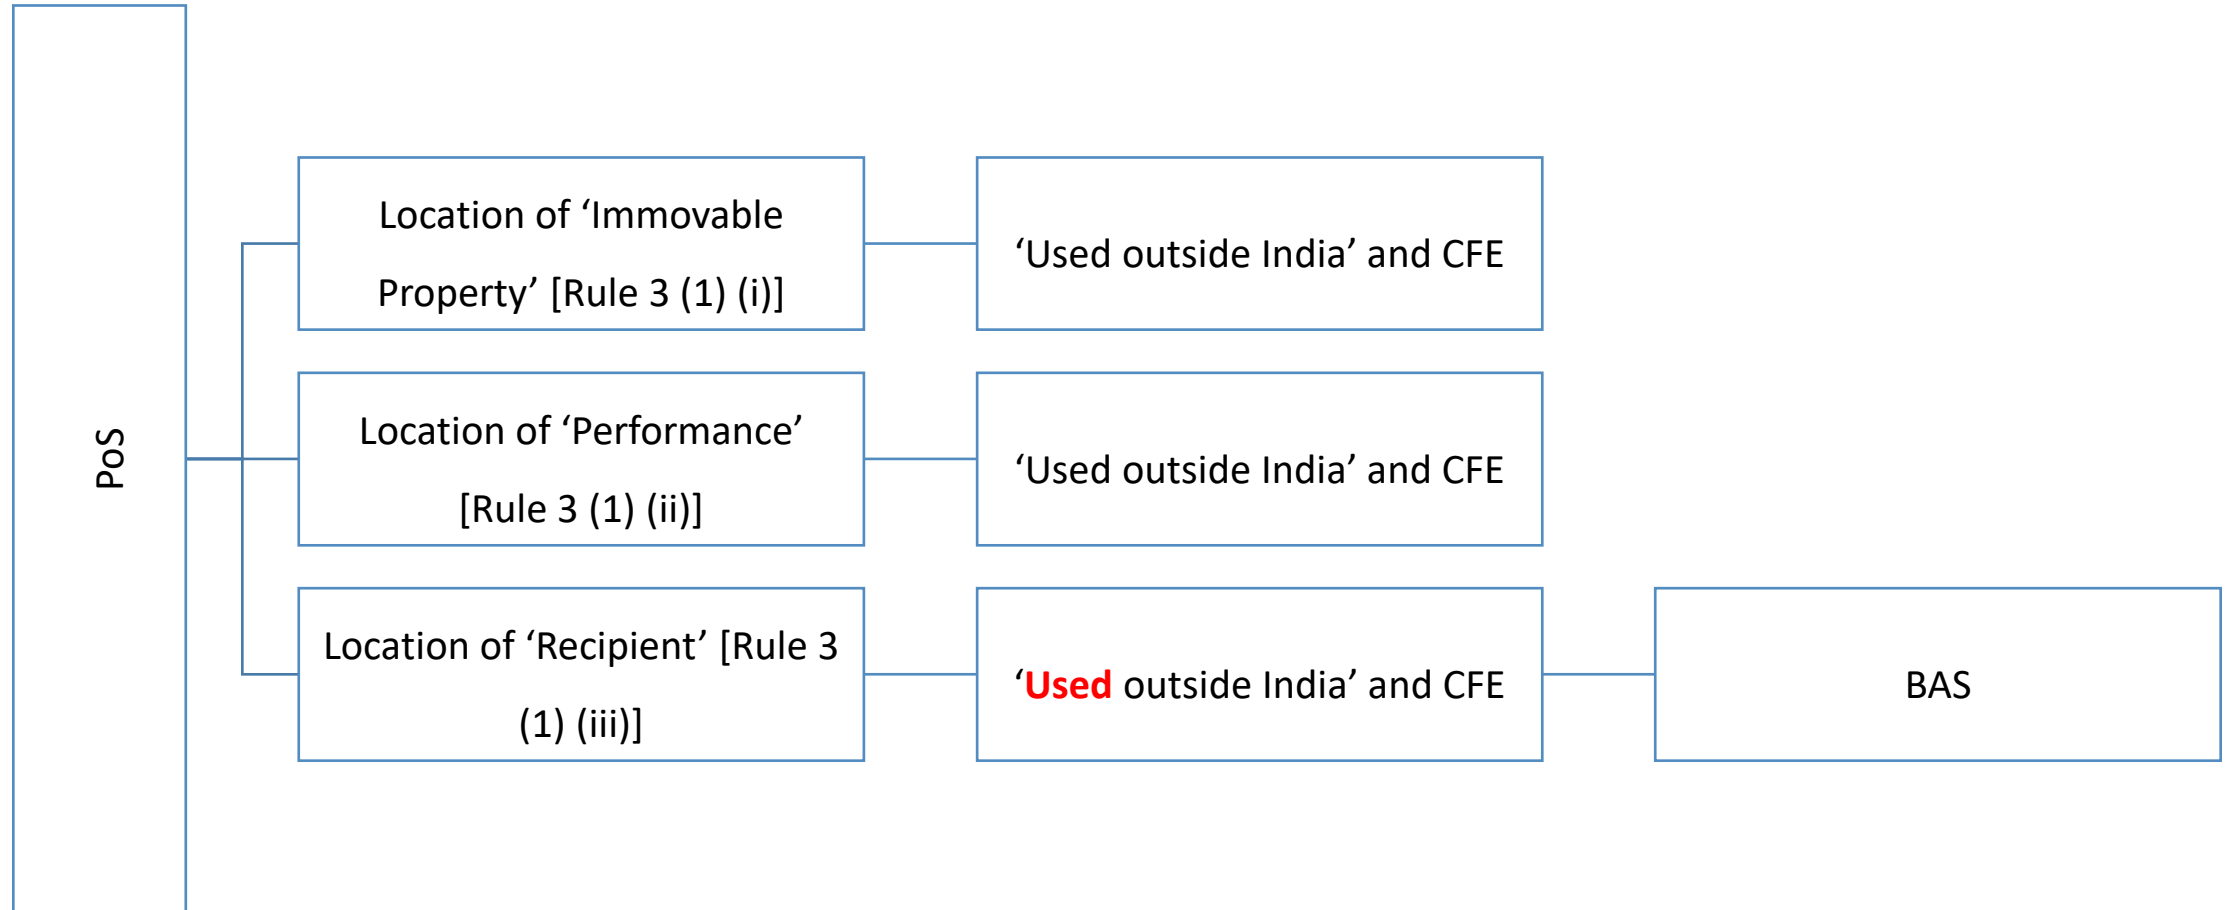 PoS
Location of ‘Immovable
Property’ [Rule 3 (1) (i)]
‘Used outside India’ and CFE
Location of ‘Performance’
[Rule 3 (1) (ii)]
‘Used outside India’ and CFE
Location of ‘Recipient’ [Rule 3
(1) (iii)]
‘Used outside India’ and CFE
BAS